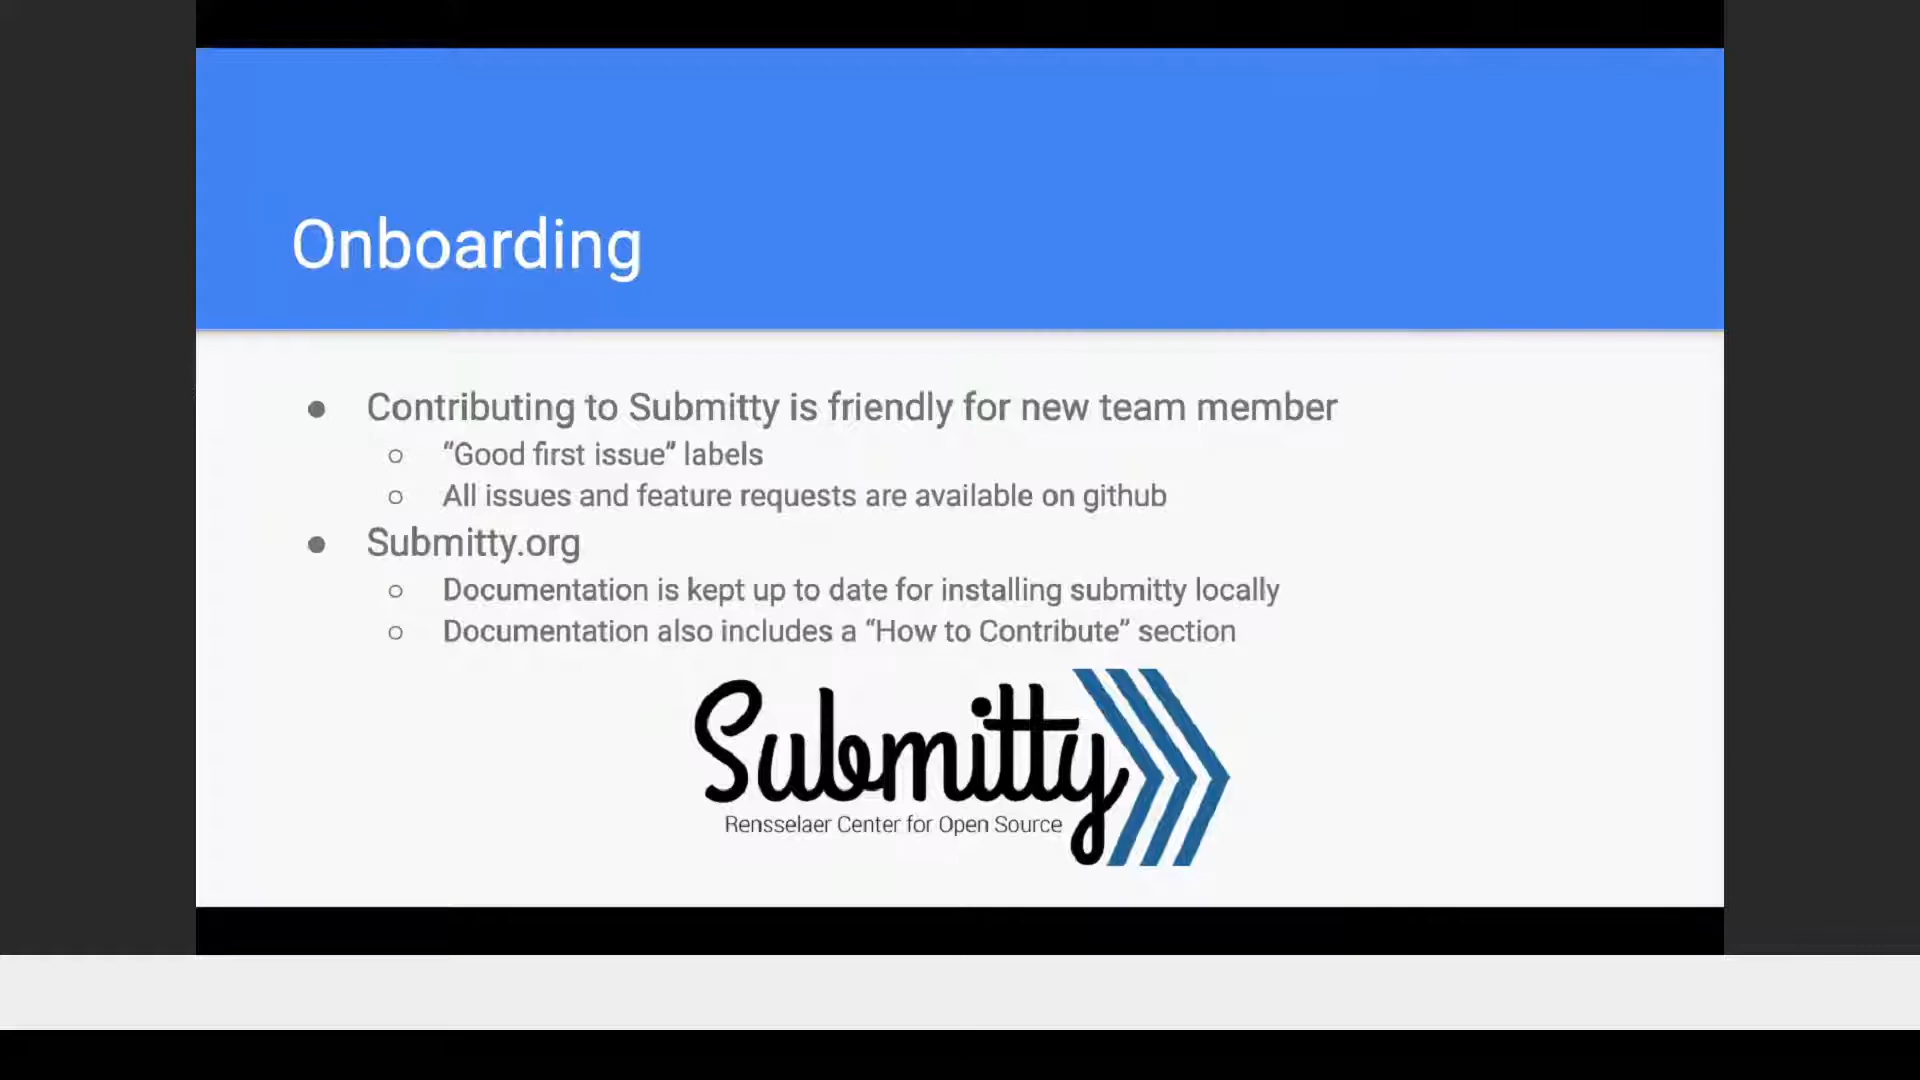 Onboarding
● Contributing to Submitty is friendly for new team member
○ “Good first issue” labels
○ All issues and feature requests are available on github
● Submitty.org
○ Documentation is kept up to date for installing submitty locally
○ Documentation also includes a “How to Contribute” section
Submitty
Rensselaer Center for Open Source